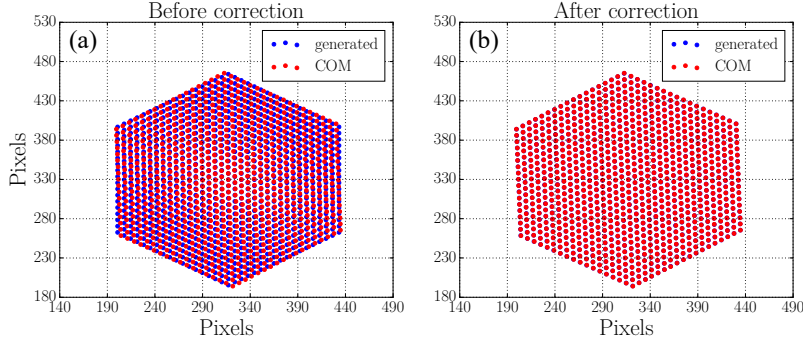 Before correction
(a)
generated
COM
530
480
430
380
330
280
230
180
Pixels
140 190 240 290 340 390 440 490
Pixels
After correction
(b)
generated
COM
530
480
430
380
330
280
230
180
140 190 240 290 340 390 440 490
Pixels